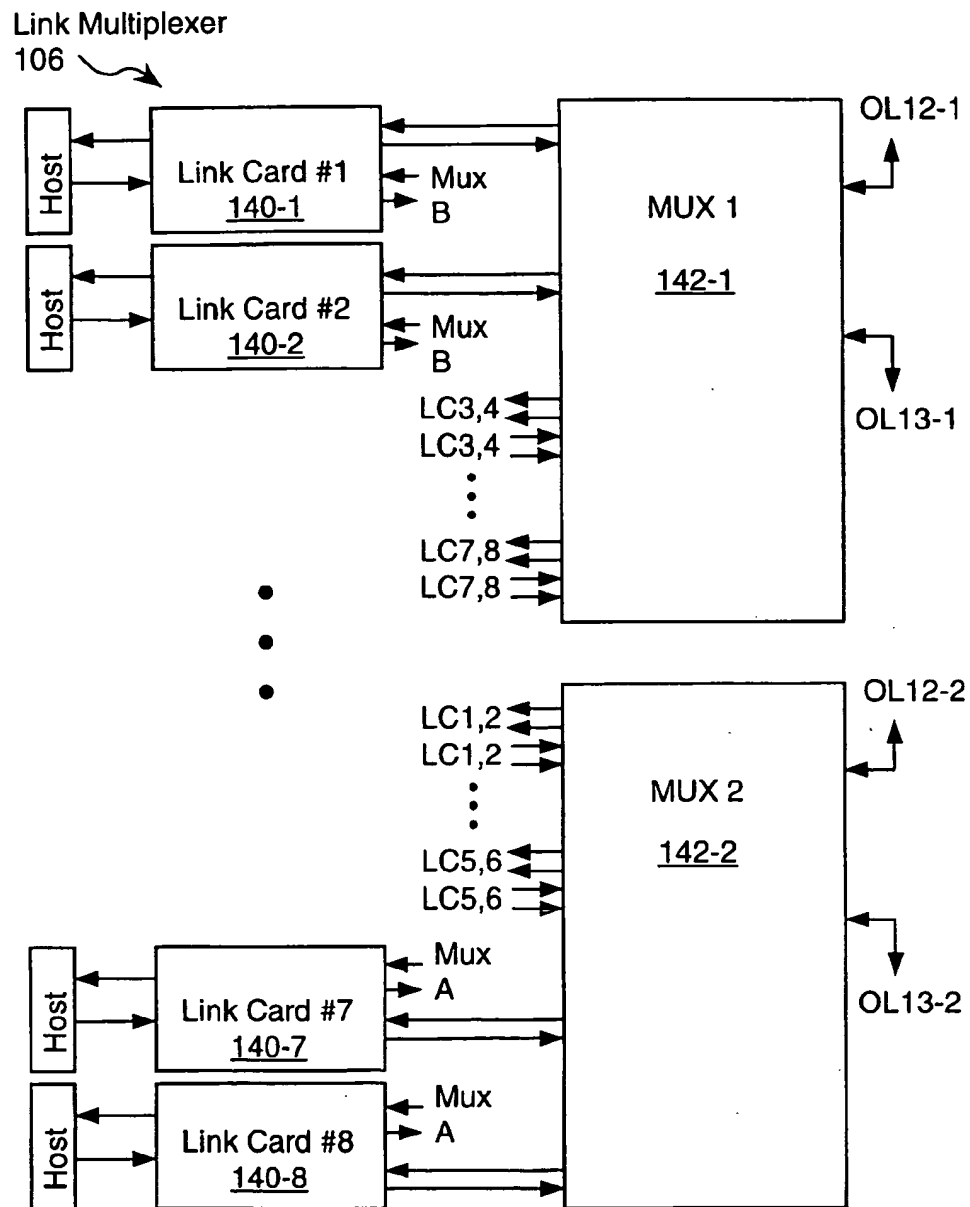 Link Multiplexer
106
OL12-1
Host
Link Card #1
140-1
Mux
B
MUX 1
142-1
Host
Link Card #2
140-2
Mux
B
OL13-1
LC3,4
LC3,4
LC7,8
LC7,8
OL12-2
LC1,2
LC1,2
MUX 2
142-2
LC5,6
LC5,6
Host
Link Card #7
140-7
Mux
A
OL13-2
Host
Link Card #8
140-8
Mux
A